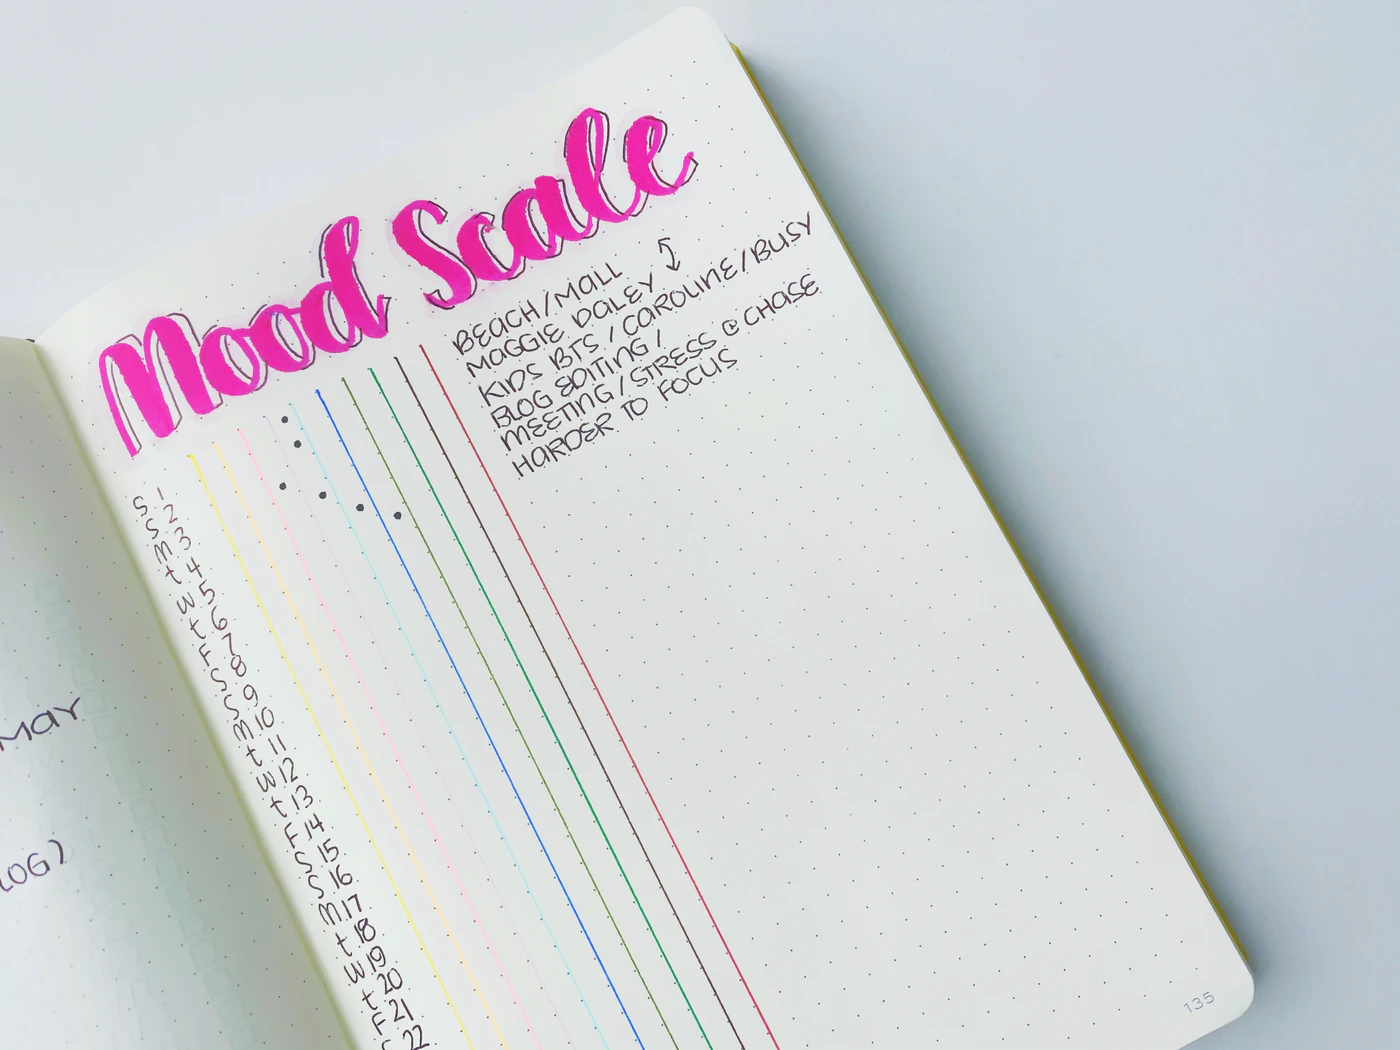 Mood Scale
BEACH/MALL
MAGGIE DALEY
KIDS BTS / CAROLINE/BUSY
BLOG EDITING/
MEETING/STRESS @ CHASE
HARDER TO FOCUS
S 1
S 2
M 3
t 4
W 5
t 6
F 7
S 8
S 9
M 10
t 11
W 12
t 13
F 14
S 15
S 16
M 17
t 18
W 19
t 20
F 21
S 22
May
LOG)
135